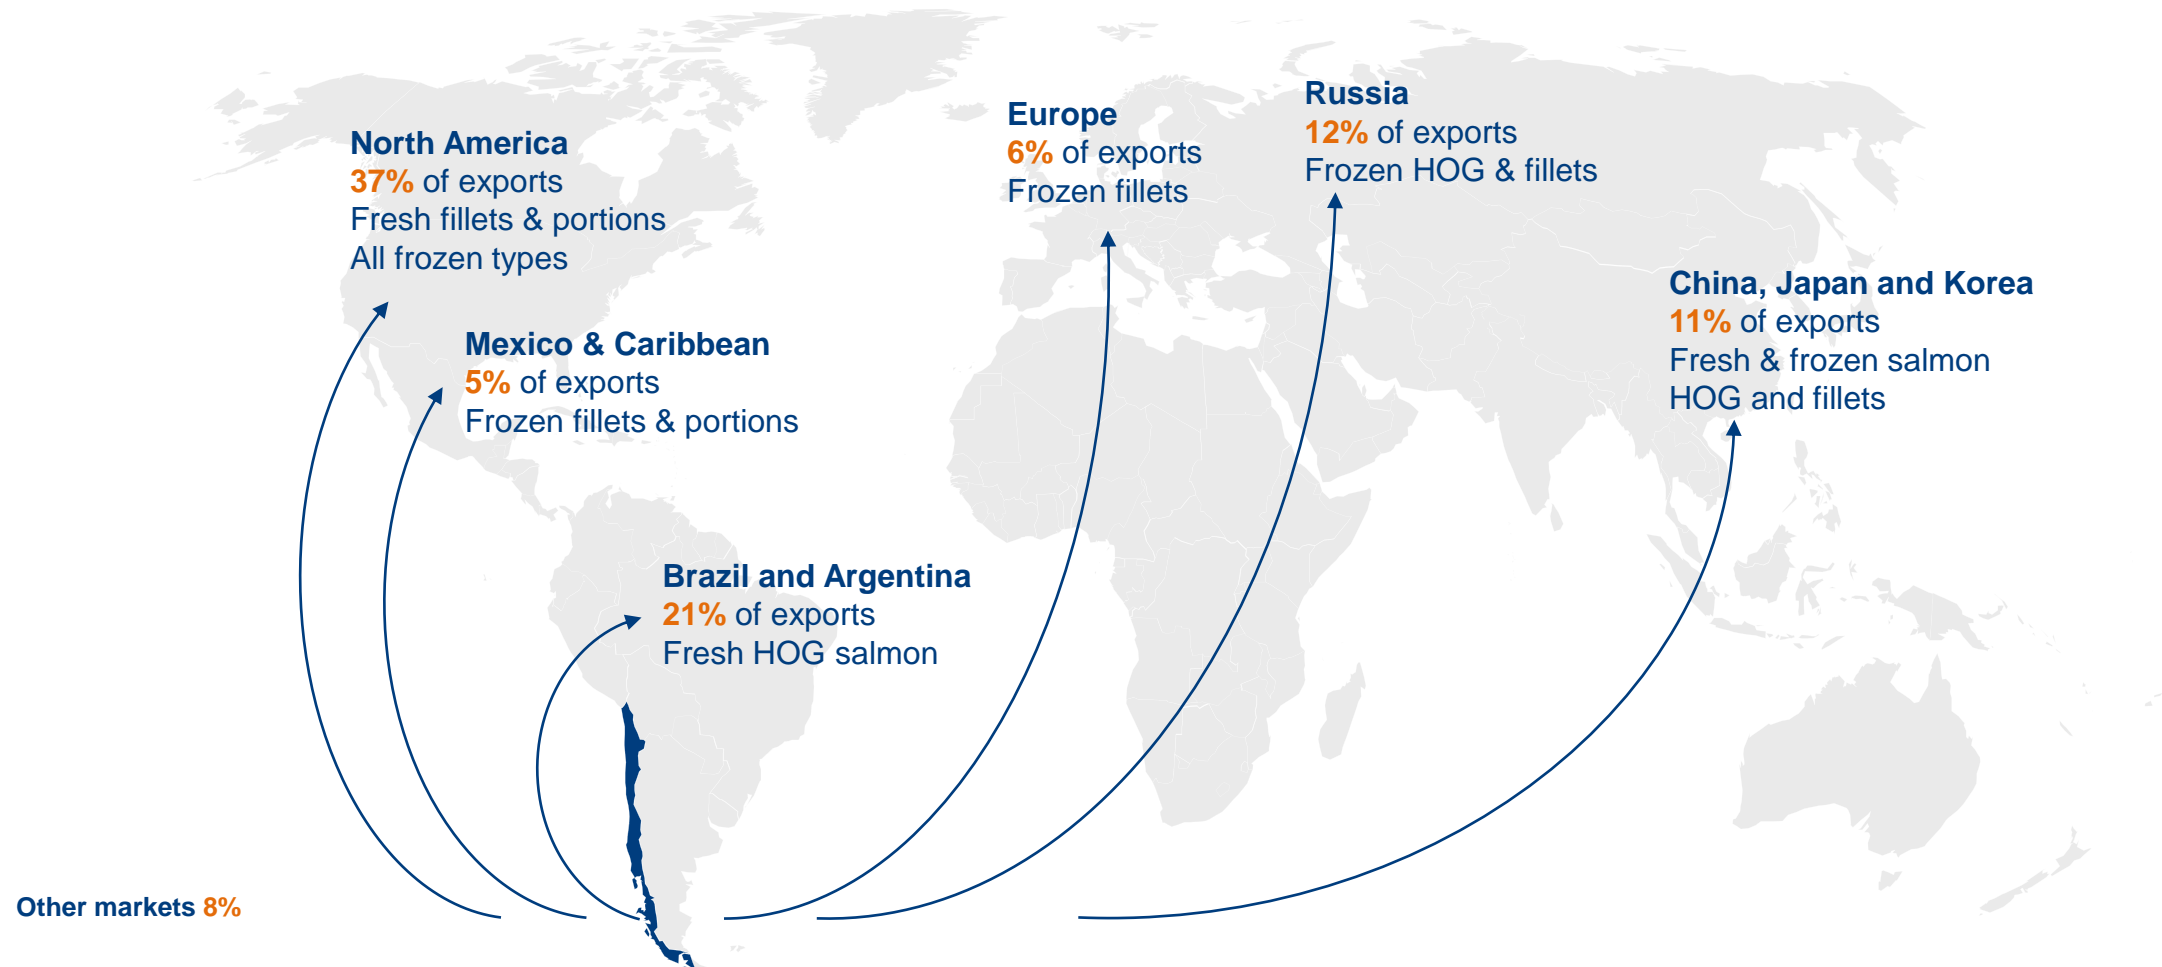 North America
37% of exports
Fresh fillets & portions
All frozen types
Mexico & Caribbean
5% of exports
Frozen fillets & portions
Brazil and Argentina
21% of exports
Fresh HOG salmon
Europe
6% of exports
Frozen fillets
Russia
12% of exports
Frozen HOG & fillets
China, Japan and Korea
11% of exports
Fresh & frozen salmon
HOG and fillets
Other markets 8%